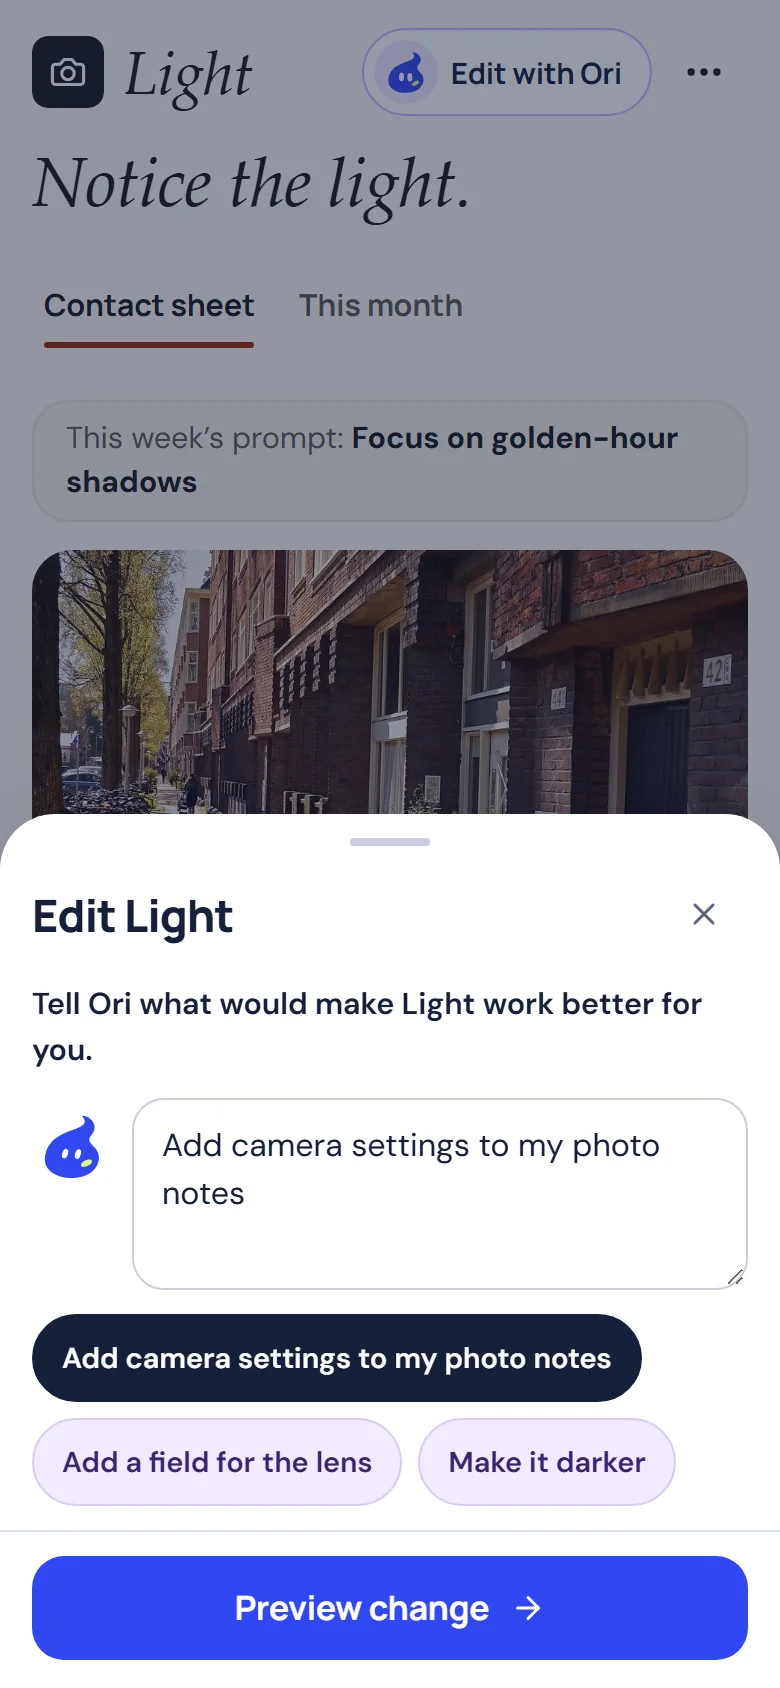 Light
Edit with Ori
Notice the light.
Contact sheet
This month
This week’s prompt: Focus on golden-hour
shadows
44
42
Edit Light
Tell Ori what would make Light work better for
you.
Add camera settings to my photo
notes
Add camera settings to my photo notes
Add a field for the lens
Make it darker
Preview change